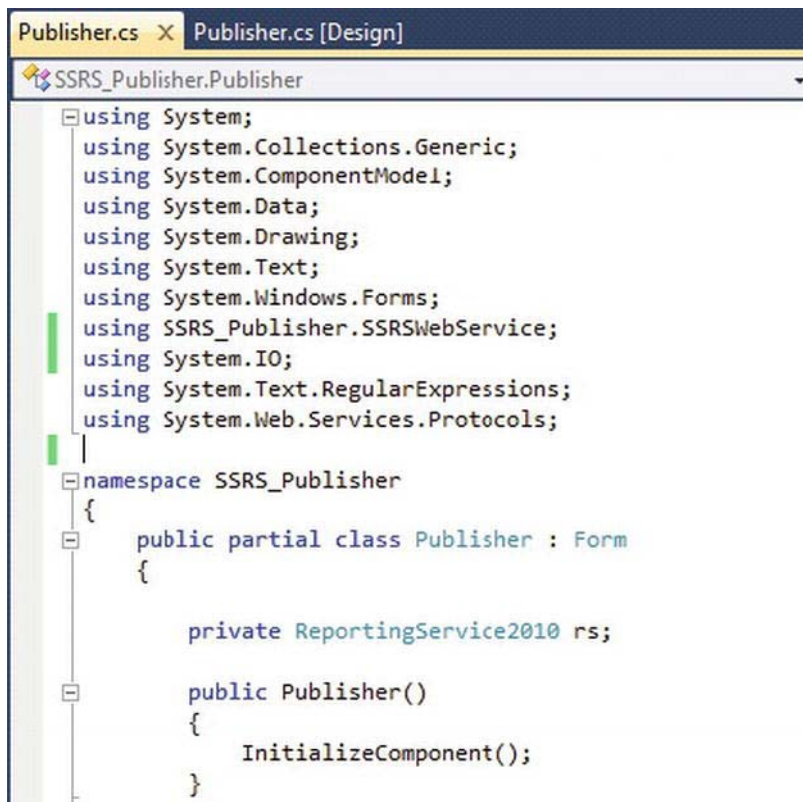 Publisher.cs X Publisher.cs [Design]
SSRS_Publisher.Publisher
using System;
using System.Collections.Generic;
using System.ComponentModel;
using System.Data;
using System.Drawing;
using System.Text;
using System.Windows.Forms;
using SSRS_Publisher.SSRSWebService;
using System.IO;
using System.Text.RegularExpressions;
using System.Web.Services.Protocols;
namespace SSRS_Publisher
{
public partial class Publisher : Form
{
private ReportingService2010 rs;
public Publisher()
{
InitializeComponent();
}